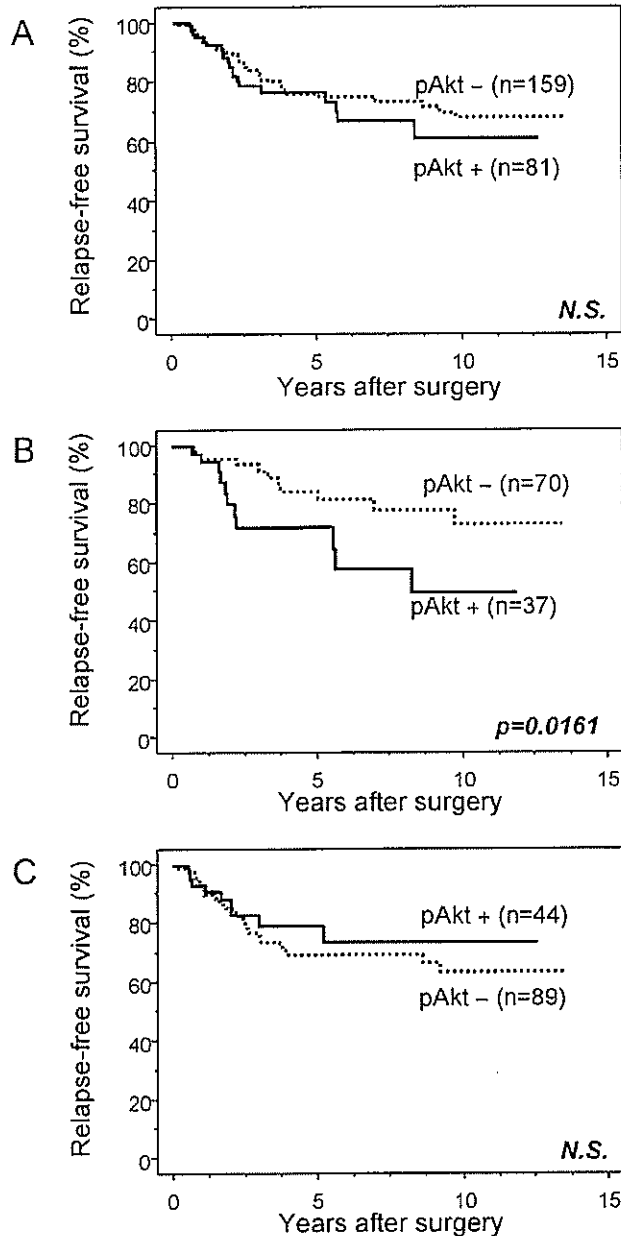 A
Relapse-free survival (%)
100
80
60
40
20
0
pAkt − (n=159)
pAkt + (n=81)
N.S.
0 5 10 15
Years after surgery
B
Relapse-free survival (%)
100
80
60
40
20
0
pAkt − (n=70)
pAkt + (n=37)
p=0.0161
0 5 10 15
Years after surgery
C
Relapse-free survival (%)
100
80
60
40
20
0
pAkt + (n=44)
pAkt − (n=89)
N.S.
0 5 10 15
Years after surgery